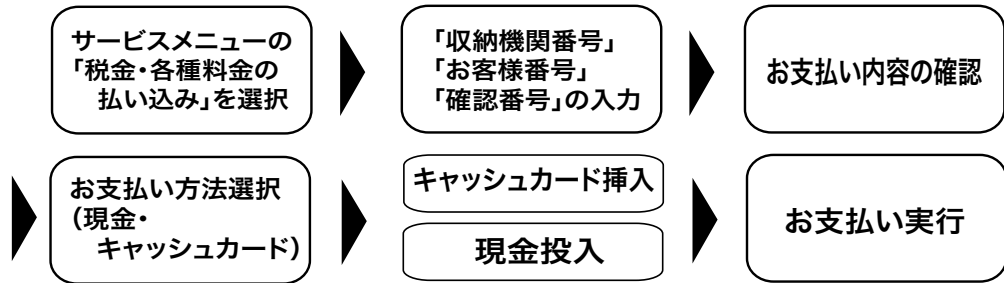 サービスメニューの
「税金・各種料金の
払い込み」を選択
「収納機関番号」
「お客様番号」
「確認番号」の入力
お支払い内容の確認
お支払い方法選択
（現金・
キャッシュカード）
キャッシュカード挿入
現金投入
お支払い実行